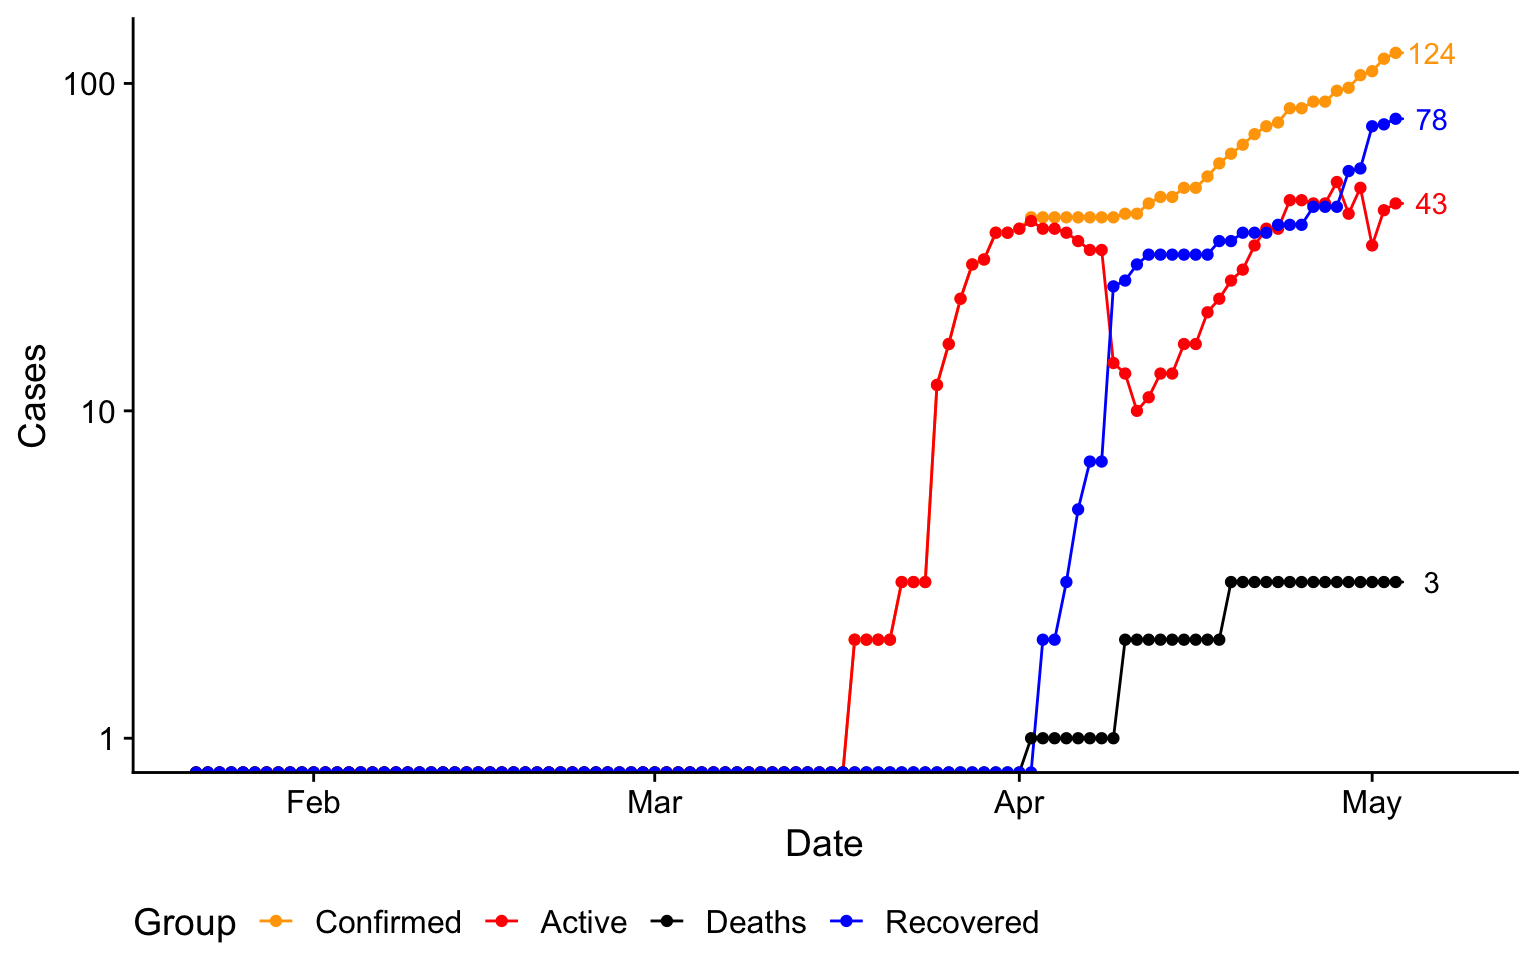 124
100
78
43
10
3
1
Cases
Feb Mar Apr May
Date
Group Confirmed Active Deaths Recovered